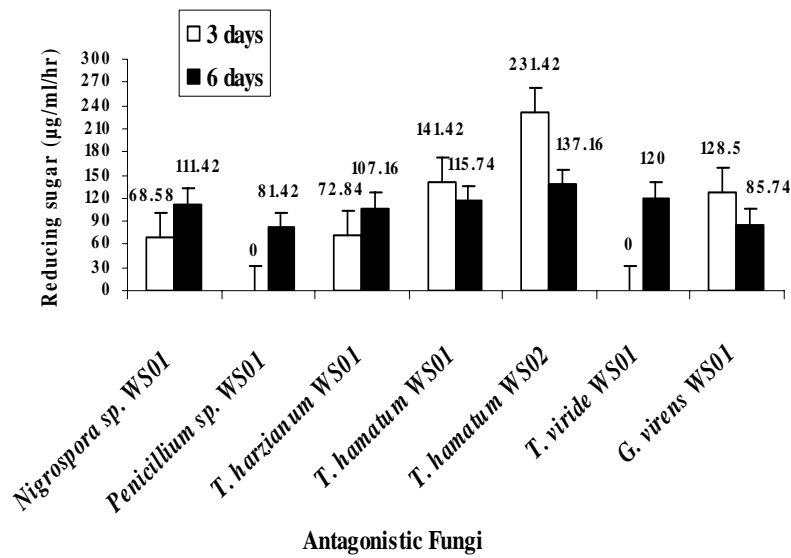 3 days
6 days
Reducing sugar (µg/ml/hr)
300
270
240
210
180
150
120
90
60
30
0
68.58
111.42
0
81.42
72.84
107.16
141.42
115.74
231.42
137.16
0
120
128.5
85.74
Nigrospora sp. WS01
Penicillium sp. WS01
T. harzianum WS01
T. hamatum WS01
T. hamatum WS02
T. viride WS01
G. virens WS01
Antagonistic Fungi